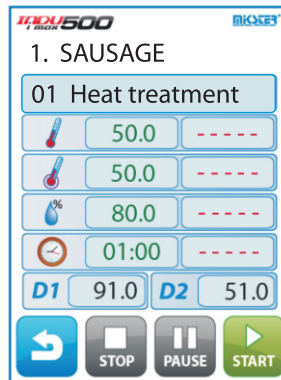 INDU iMAX 500 MIKSTER®
1. SAUSAGE
01 Heat treatment
50.0 - - - - -
50.0 - - - - -
% 80.0 - - - - -
01:00 - - - - -
D1 91.0 D2 51.0
STOP PAUSE START